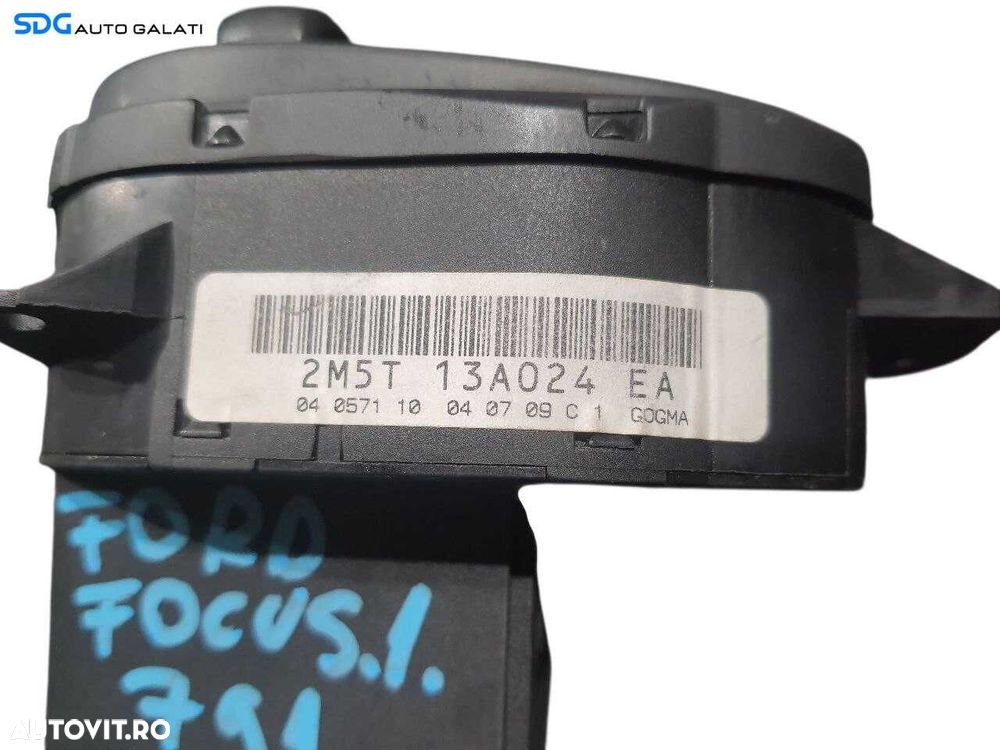 SDG AUTO GALATI
2M5T 13A024 EA
04 0571 10 04 07 09 C 1 GOGMA
FORD
FOCUS.1.
791
AUTOVIT.RO